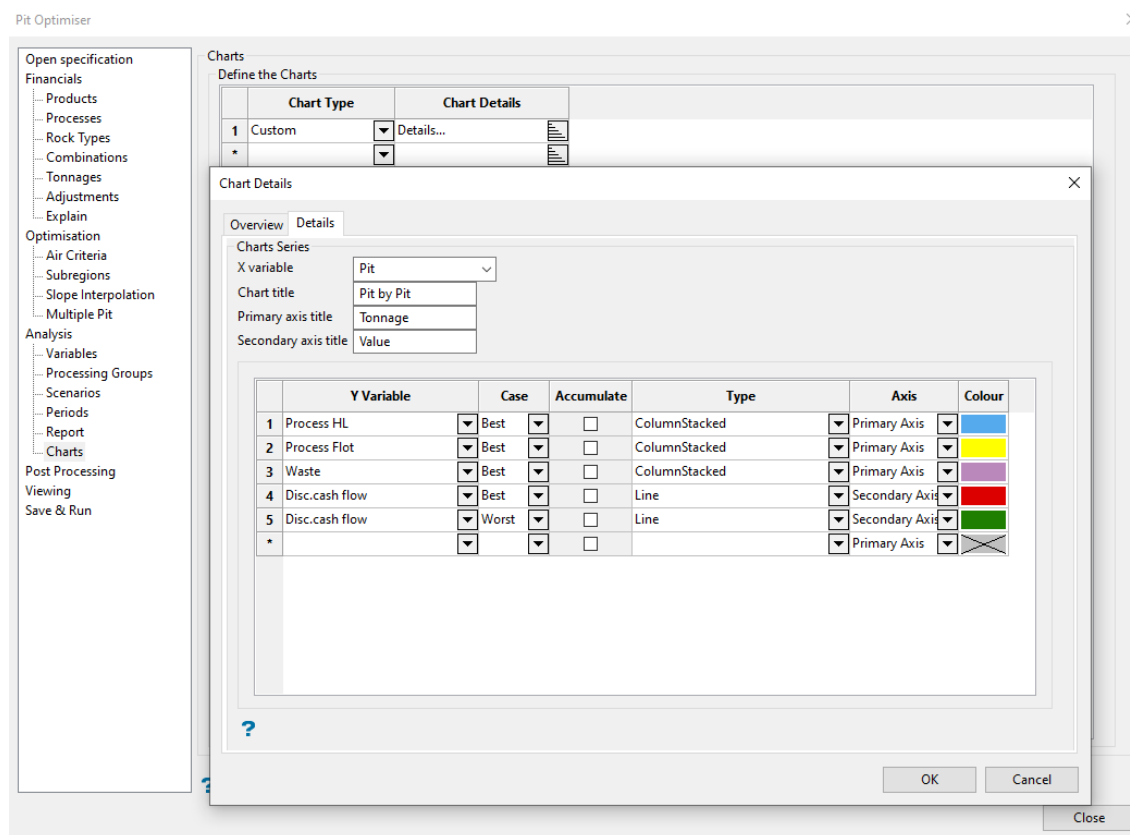 Pit Optimiser
Open specification
Financials
Products
Processes
Rock Types
Combinations
Tonnages
Adjustments
Explain
Optimisation
Air Criteria
Subregions
Slope Interpolation
Multiple Pit
Analysis
Variables
Processing Groups
Scenarios
Periods
Report
Charts
Post Processing
Viewing
Save & Run
Charts
Define the Charts
Chart Type Chart Details
1 Custom Details...
*
Chart Details
Overview Details
Charts Series
X variable Pit
Chart title Pit by Pit
Primary axis title Tonnage
Secondary axis title Value
Y Variable Case Accumulate Type Axis Colour
1 Process HL Best ColumnStacked Primary Axis
2 Process Flot Best ColumnStacked Primary Axis
3 Waste Best ColumnStacked Primary Axis
4 Disc.cash flow Best Line Secondary Axis
5 Disc.cash flow Worst Line Secondary Axis
* Primary Axis
?
OK Cancel
?
Close